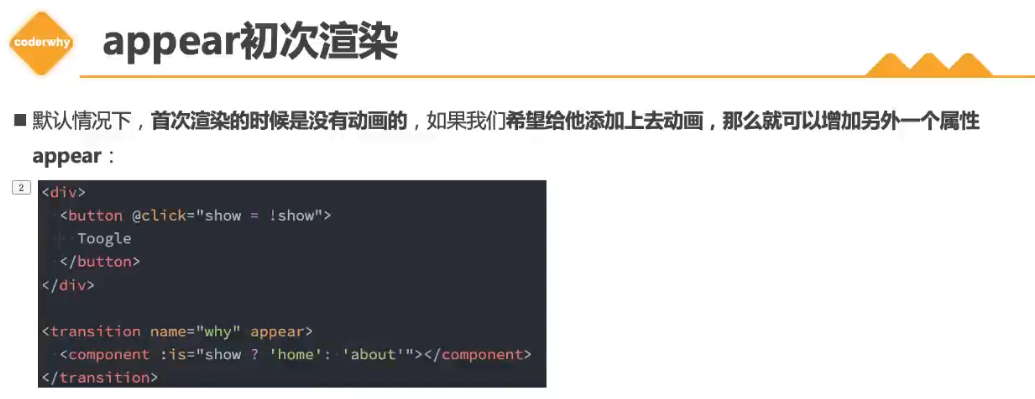 coderwhy
appear初次渲染
■ 默认情况下，首次渲染的时候是没有动画的，如果我们希望给他添加上去动画，那么就可以增加另外一个属性
appear：
2
<div>
  <button @click="show = !show">
    Toogle
  </button>
</div>

<transition name="why" appear>
  <component :is="show ? 'home': 'about'"></component>
</transition>